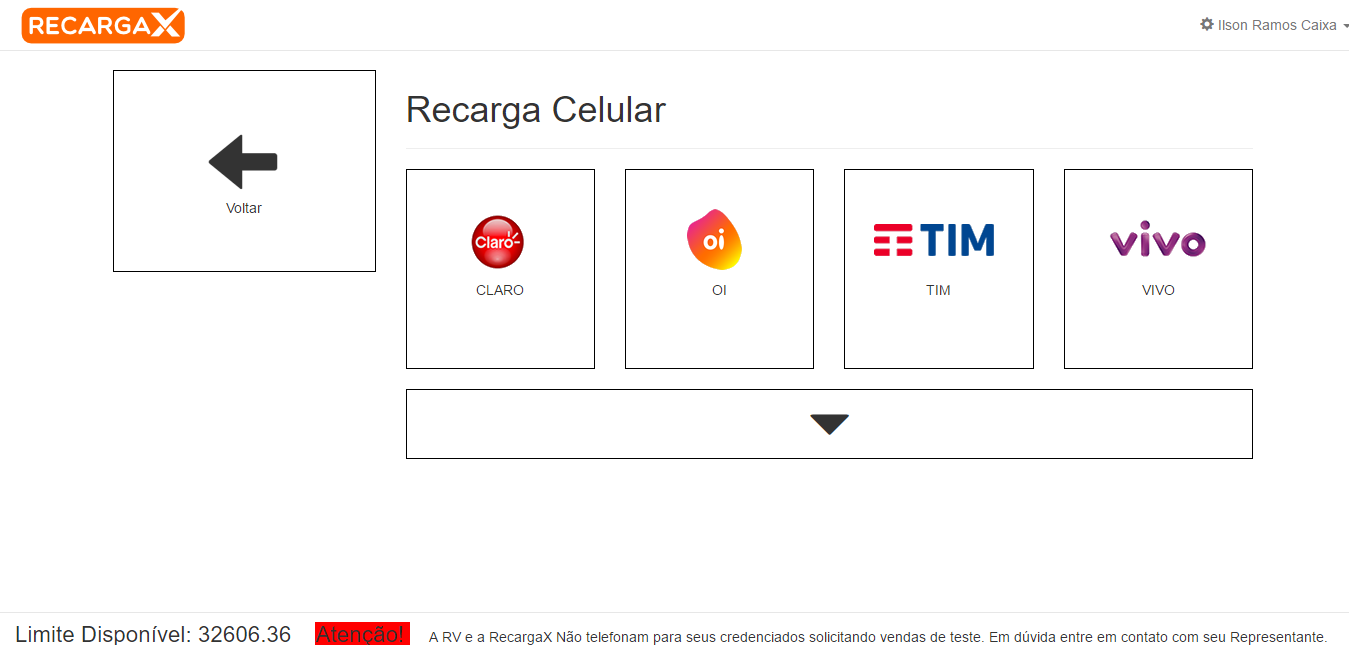 RECARGAX
Ilson Ramos Caixa
Voltar
Recarga Celular
Claro
oi
TIM
vivo
CLARO
OI
TIM
VIVO
Limite Disponível: 32606.36
Atenção!
A RV e a RecargaX Não telefonam para seus credenciados solicitando vendas de teste. Em dúvida entre em contato com seu Representante.